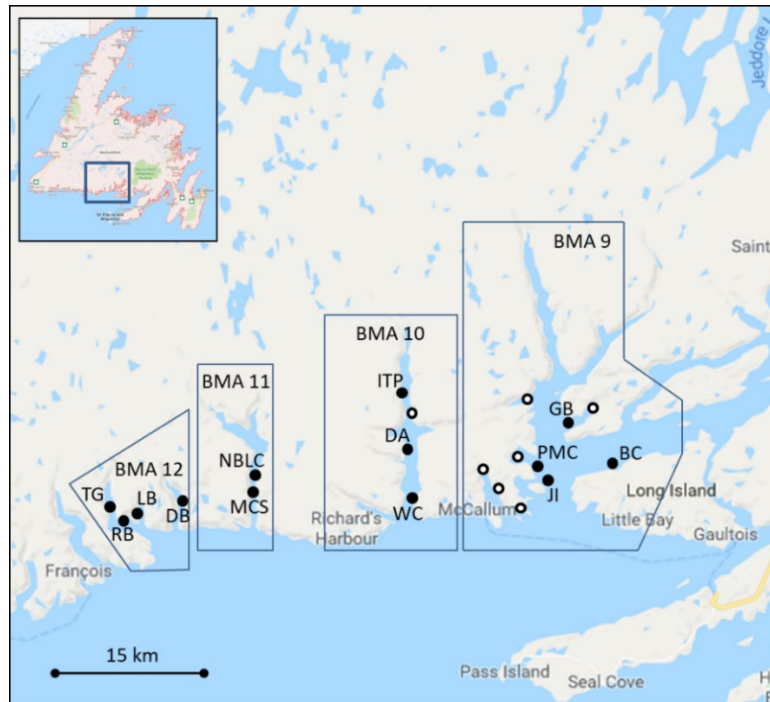 Jeddore L
BMA 9
Saint
BMA 10
BMA 11
ITP
GB
DA
BMA 12
NBLC
PMC
BC
TG
LB
DB
MCS
JI
Long Island
RB
WC
Richard's
Harbour
McCallum
Little Bay
Gaultois
François
15 km
Pass Island
Seal Cove
H